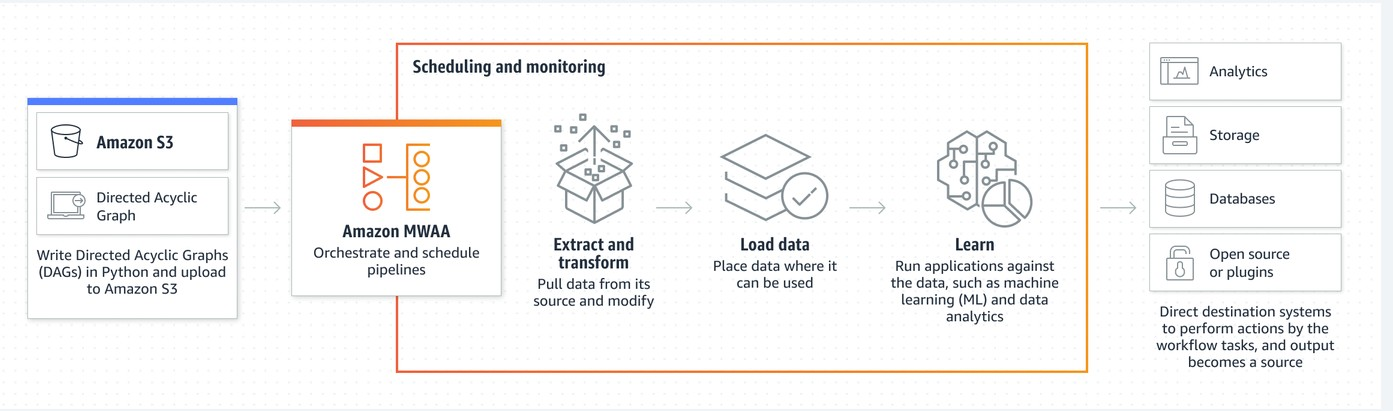 Amazon S3
Directed Acyclic
Graph
Write Directed Acyclic Graphs
(DAGs) in Python and upload
to Amazon S3
Scheduling and monitoring
Amazon MWAA
Orchestrate and schedule
pipelines
Extract and
transform
Pull data from its
source and modify
Load data
Place data where it
can be used
Learn
Run applications against
the data, such as machine
learning (ML) and data
analytics
Analytics
Storage
Databases
Open source
or plugins
Direct destination systems
to perform actions by the
workflow tasks, and output
becomes a source